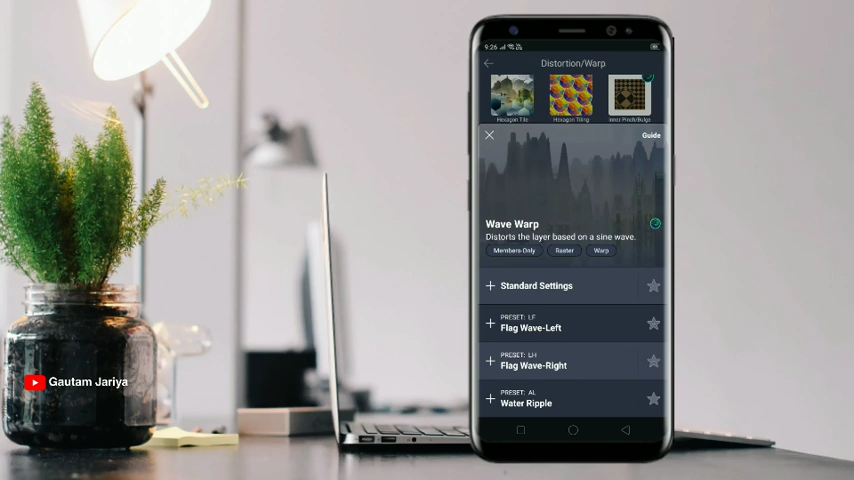 9:26
Distortion/Warp
Hexagon Tile
Hexagon Tiling
Inner Pinch/Bulge
Guide
Wave Warp
Distorts the layer based on a sine wave.
Members-Only
Raster
Warp
Standard Settings
PRESET: LF
Flag Wave-Left
PRESET: LH
Flag Wave-Right
PRESET: AL
Water Ripple
Gautam Jariya